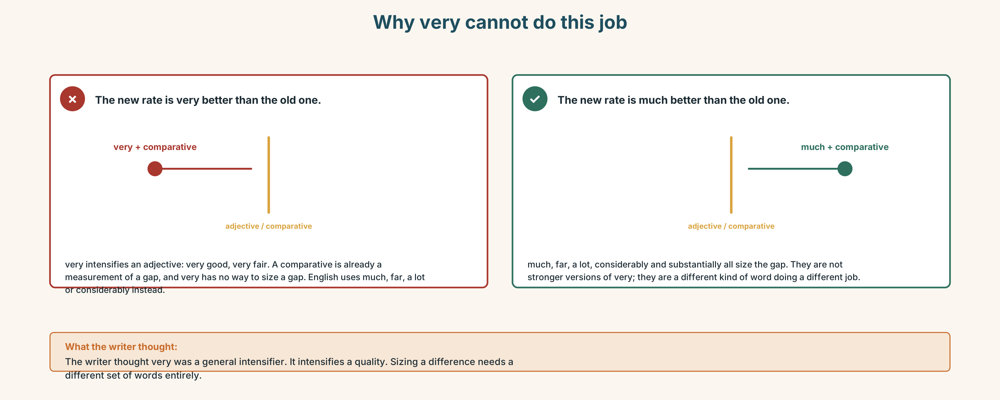 Why very cannot do this job
The new rate is very better than the old one.
very + comparative
adjective / comparative
very intensifies an adjective: very good, very fair. A comparative is already a
measurement of a gap, and very has no way to size a gap. English uses much, far, a lot
or considerably instead.
The new rate is much better than the old one.
much + comparative
adjective / comparative
much, far, a lot, considerably and substantially all size the gap. They are not
stronger versions of very; they are a different kind of word doing a different job.
What the writer thought:
The writer thought very was a general intensifier. It intensifies a quality. Sizing a difference needs a
different set of words entirely.